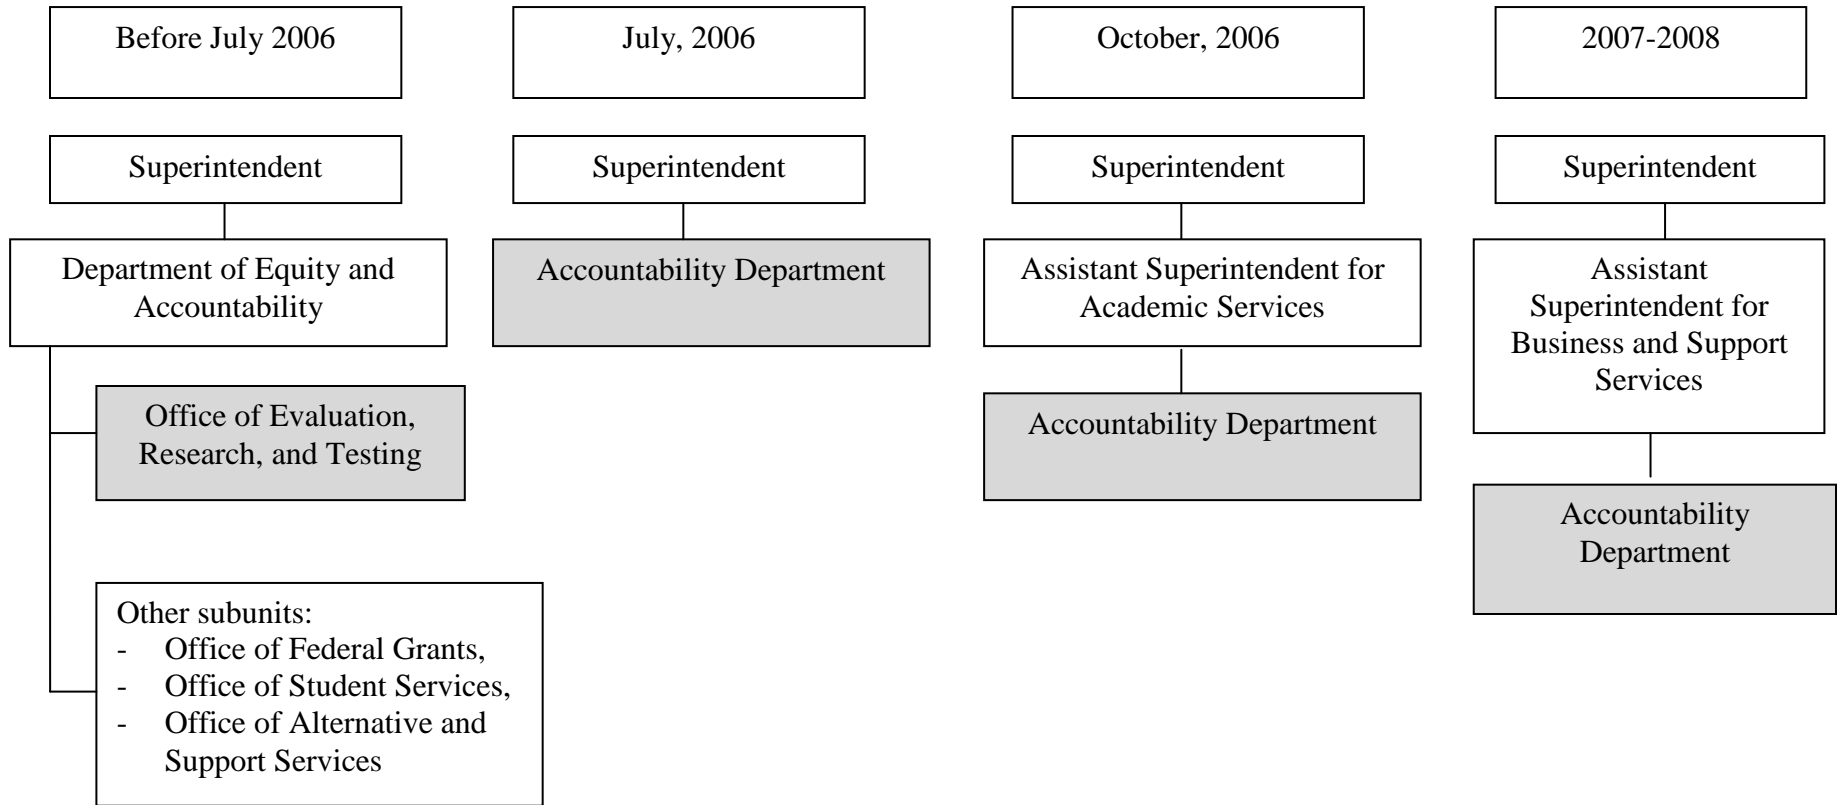 Before July 2006
July, 2006
October, 2006
2007-2008
Superintendent
Superintendent
Superintendent
Superintendent
Department of Equity and
Accountability
Accountability Department
Assistant Superintendent for
Academic Services
Assistant
Superintendent for
Business and Support
Services
Office of Evaluation,
Research, and Testing
Accountability Department
Accountability
Department
Other subunits:
- Office of Federal Grants,
- Office of Student Services,
- Office of Alternative and
Support Services